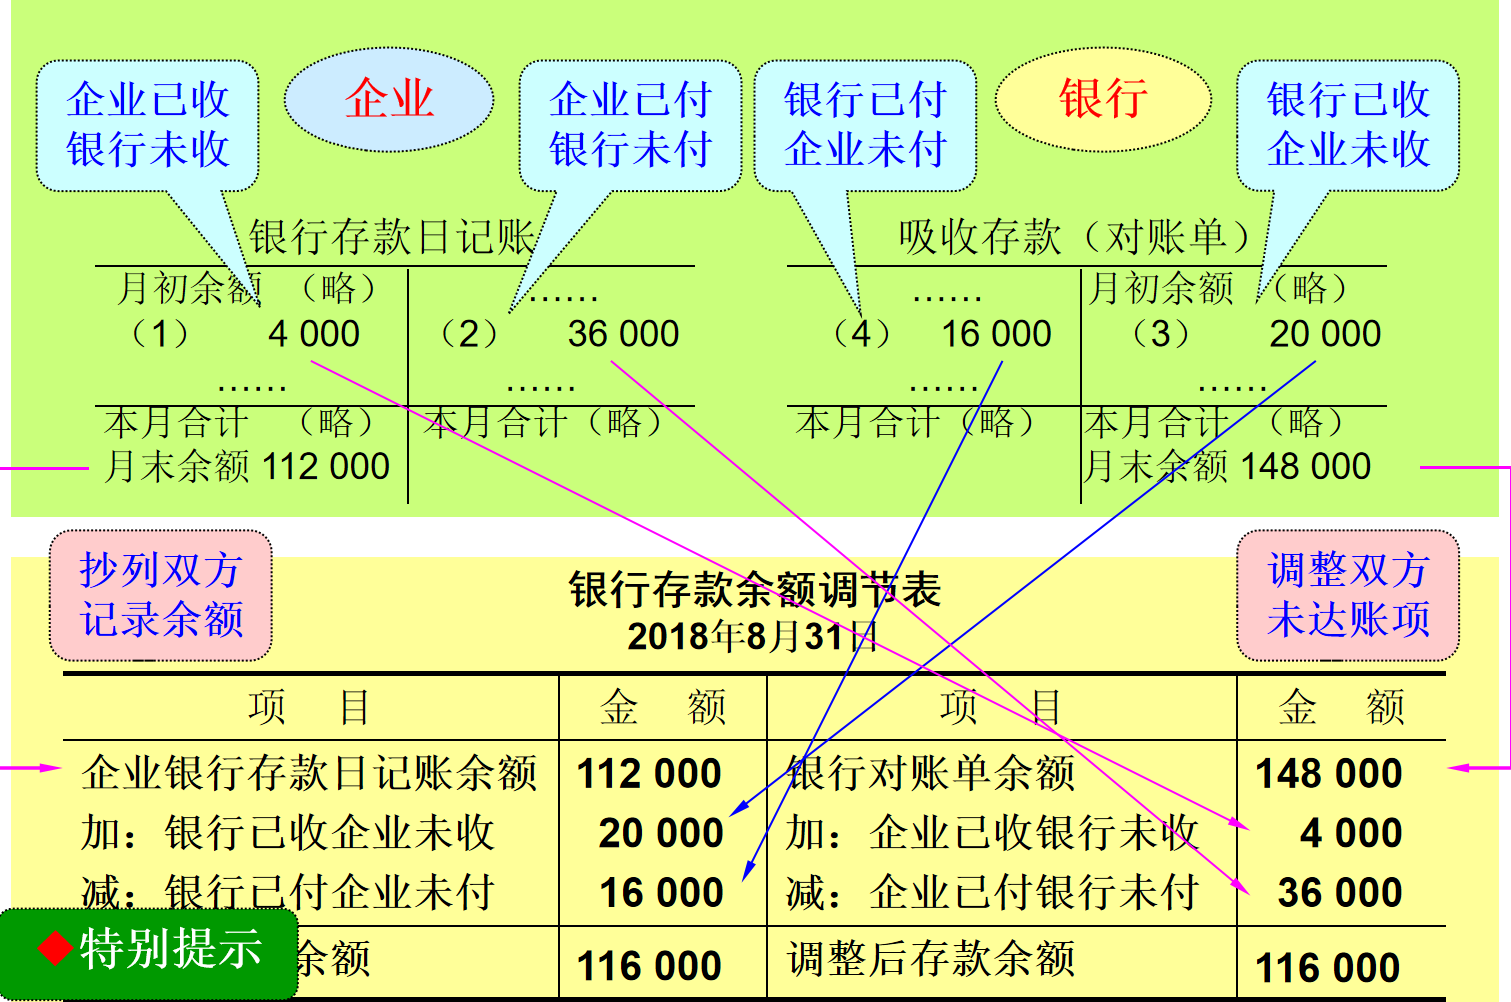 企业已收
银行未收
企业
企业已付
银行未付
银行已付
企业未付
银行
银行已收
企业未收
银行存款日记账
吸收存款（对账单）
月初余额 （略） …… …… 月初余额 （略）
（1） 4 000 （2） 36 000 （4） 16 000 （3） 20 000
…… …… …… ……
本月合计 （略） 本月合计（略） 本月合计（略） 本月合计 （略）
月末余额 112 000 月末余额 148 000
抄列双方
记录余额
调整双方
未达账项
银行存款余额调节表
2018年8月31日
项 目 金 额 项 目 金 额
企业银行存款日记账余额 112 000 银行对账单余额 148 000
加：银行已收企业未收 20 000 加：企业已收银行未收 4 000
减：银行已付企业未付 16 000 减：企业已付银行未付 36 000
余额 116 000 调整后存款余额 116 000
◆特别提示